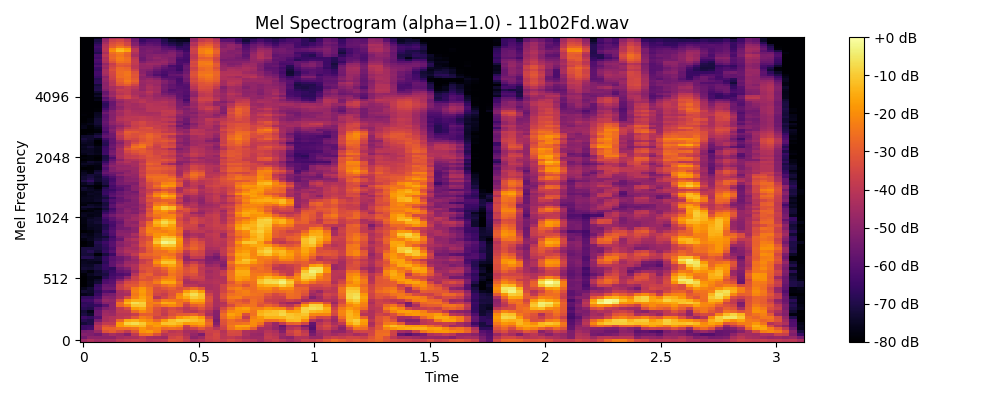 Mel Spectrogram (alpha=1.0) - 11b02Fd.wav
Mel Frequency
4096
2048
1024
512
0
0
0.5
1
1.5
2
2.5
3
Time
+0 dB
-10 dB
-20 dB
-30 dB
-40 dB
-50 dB
-60 dB
-70 dB
-80 dB